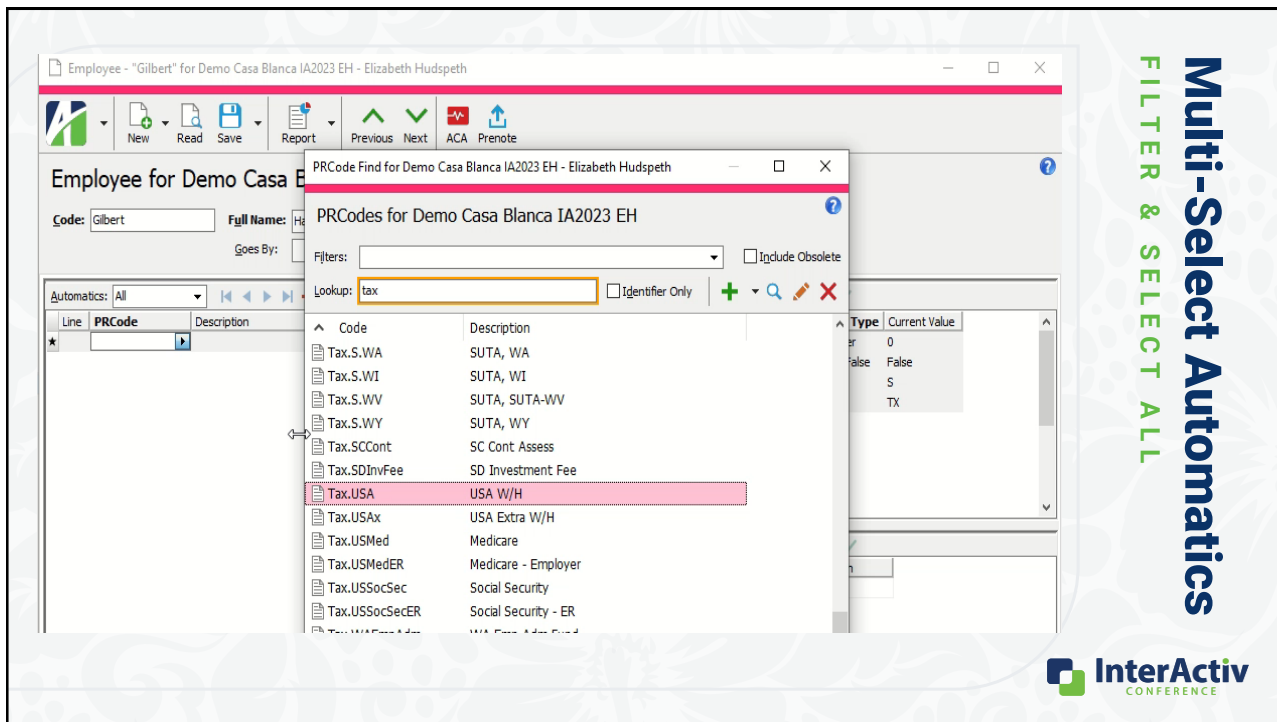 Employee - "Gilbert" for Demo Casa Blanca IA2023 EH - Elizabeth Hudspeth
New Read Save Report Previous Next ACA Prenote
Employee for Demo Casa B
Code: Gilbert Full Name: Ha
Goes By:
Automatics: All
Line PRCode Description
PRCode Find for Demo Casa Blanca IA2023 EH - Elizabeth Hudspeth
PRCodes for Demo Casa Blanca IA2023 EH
Filters: Include Obsolete
Lookup: tax Identifier Only
Code Description
Tax.S.WA SUTA, WA
Tax.S.WI SUTA, WI
Tax.S.WV SUTA, SUTA-WV
Tax.S.WY SUTA, WY
Tax.SCCont SC Cont Assess
Tax.SDInvFee SD Investment Fee
Tax.USA USA W/H
Tax.USAx USA Extra W/H
Tax.USMed Medicare
Tax.USMedER Medicare - Employer
Tax.USSocSec Social Security
Tax.USSocSecER Social Security - ER
Type Current Value
er 0
False False
S
TX
Multi-Select Automatics
FILTER & SELECT ALL
InterActiv
CONFERENCE